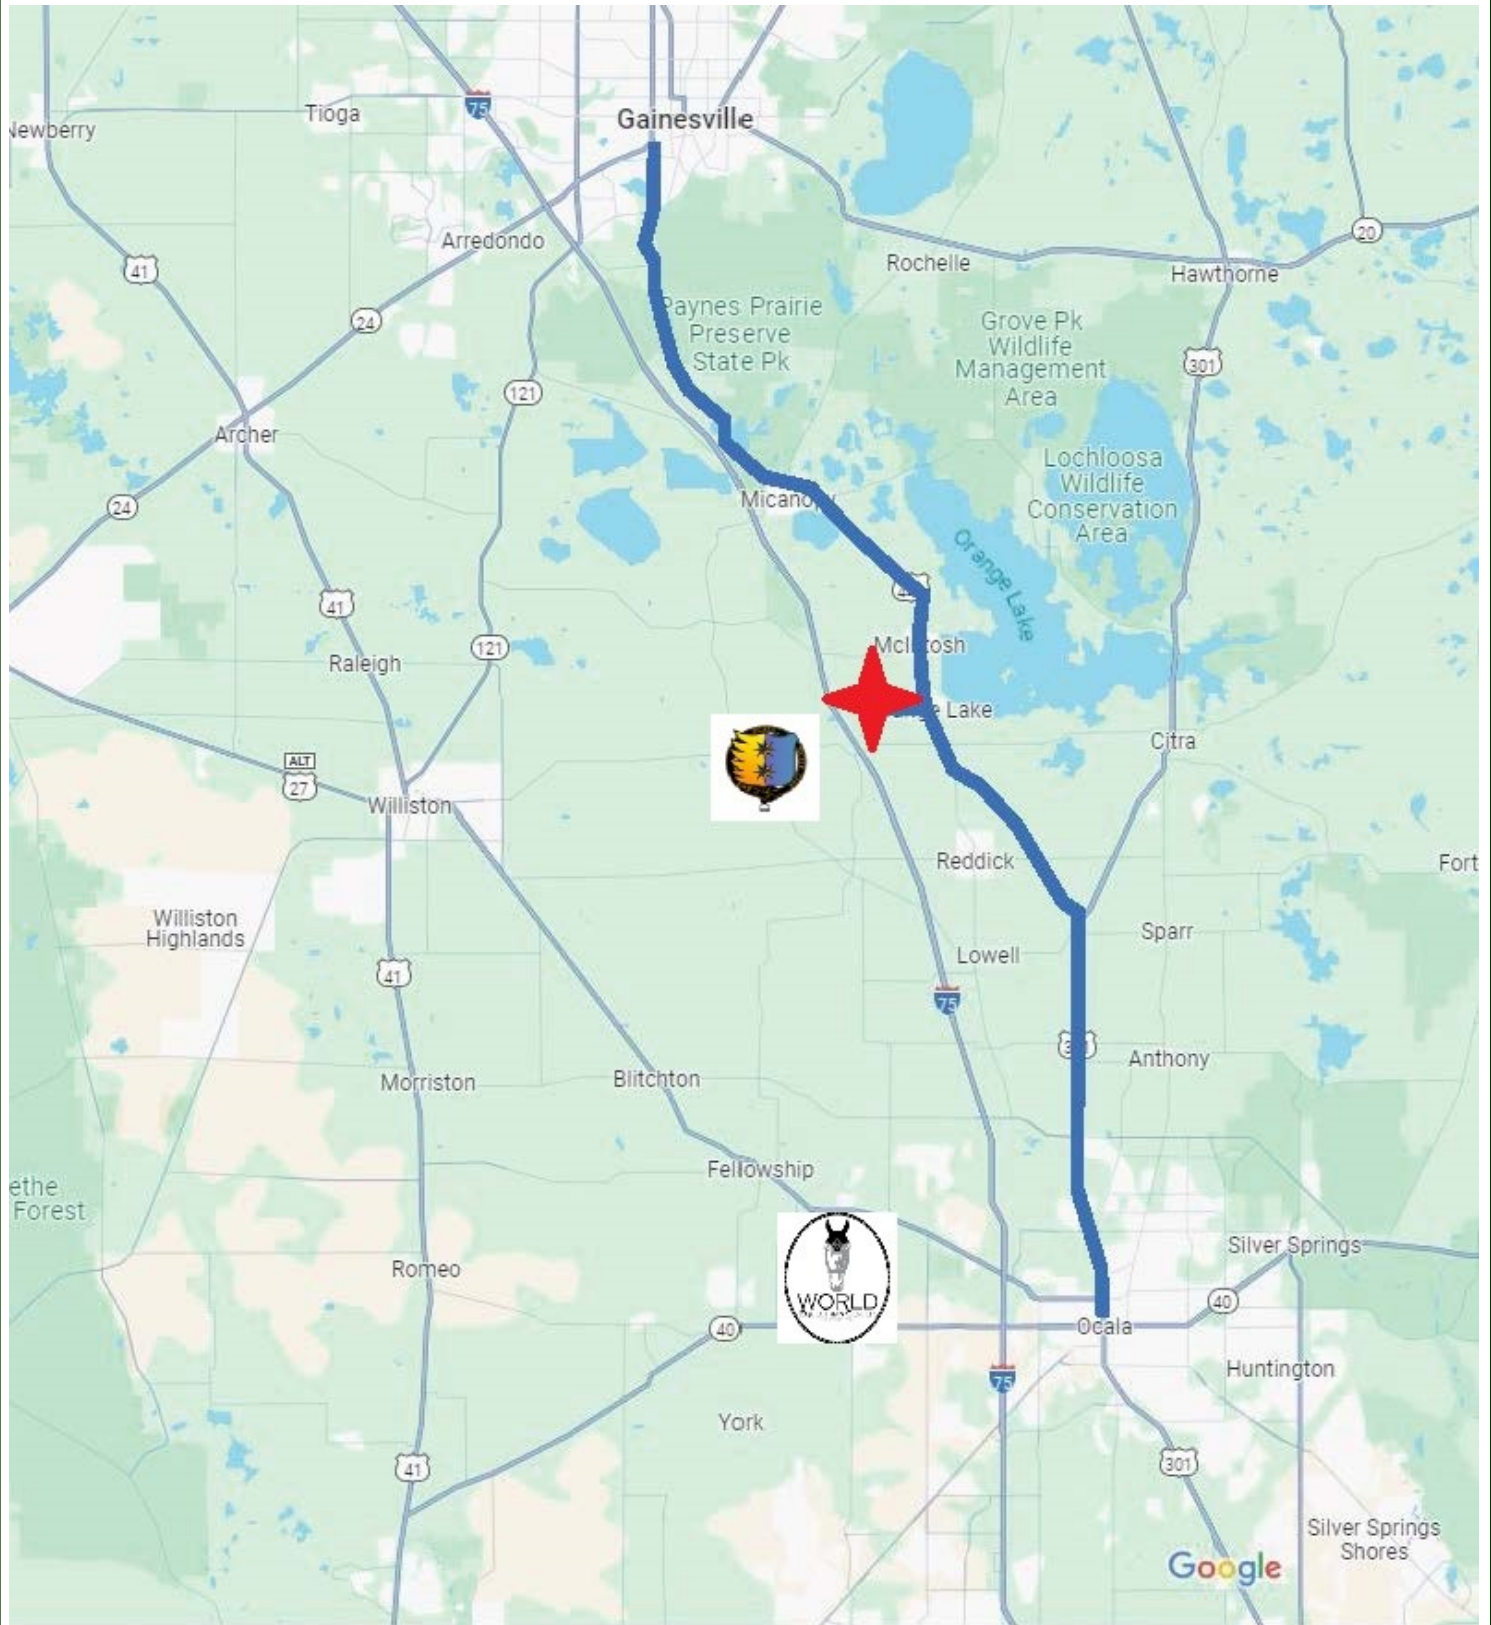 Gainesville
Tioga
75
Newberry
20
Arredondo
Rochelle
Hawthorne
41
Paynes Prairie
Preserve
State Pk
24
Grove Pk
Wildlife
Management
Area
301
121
Archer
Lochloosa
Wildlife
Conservation
Area
24
Micanopy
Orange Lake
41
McIntosh
121
Raleigh
Lake
Citra
ALT
27
Williston
Reddick
Fort
Williston
Highlands
Sparr
Lowell
41
75
Anthony
Blitchton
Morriston
Fellowship
ethe
Forest
Silver Springs
Romeo
WORLD
40
40
Ocala
Huntington
75
York
41
301
Silver Springs
Shores
Google